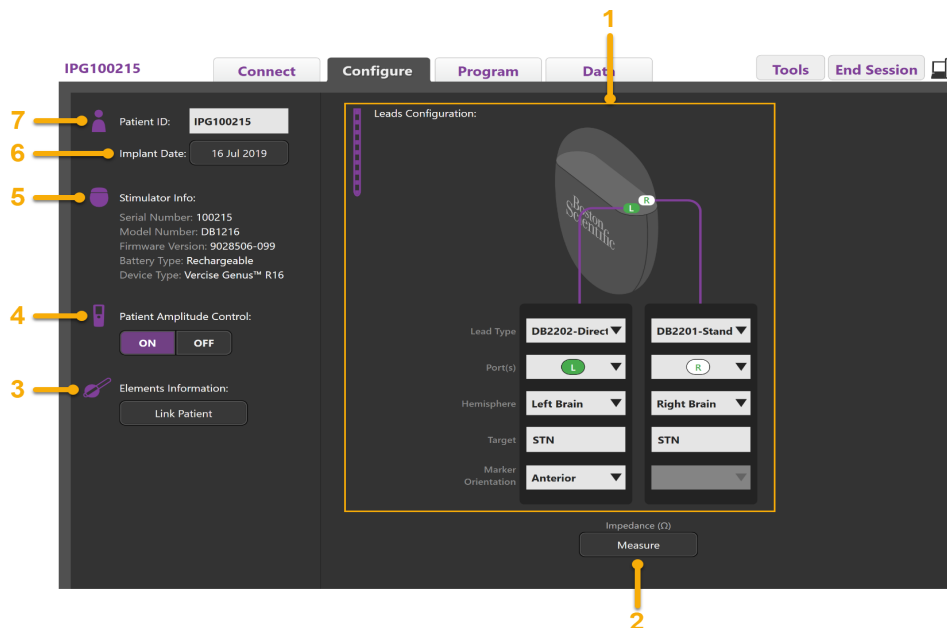 1
IPG100215
Connect
Configure
Program
Data
Tools
End Session
7
Patient ID:
IPG100215
6
Implant Date:
16 Jul 2019
5
Stimulator Info:
Serial Number: 100215
Model Number: DB1216
Firmware Version: 9028506-099
Battery Type: Rechargeable
Device Type: Vercise Genus™ R16
4
Patient Amplitude Control:
ON
OFF
3
Elements Information:
Link Patient
Leads Configuration:
L
R
Boston
Scientific
Lead Type
DB2202-Direct
DB2201-Stand
Port(s)
L
R
Hemisphere
Left Brain
Right Brain
Target
STN
STN
Marker
Orientation
Anterior
Impedance (Ω)
Measure
2